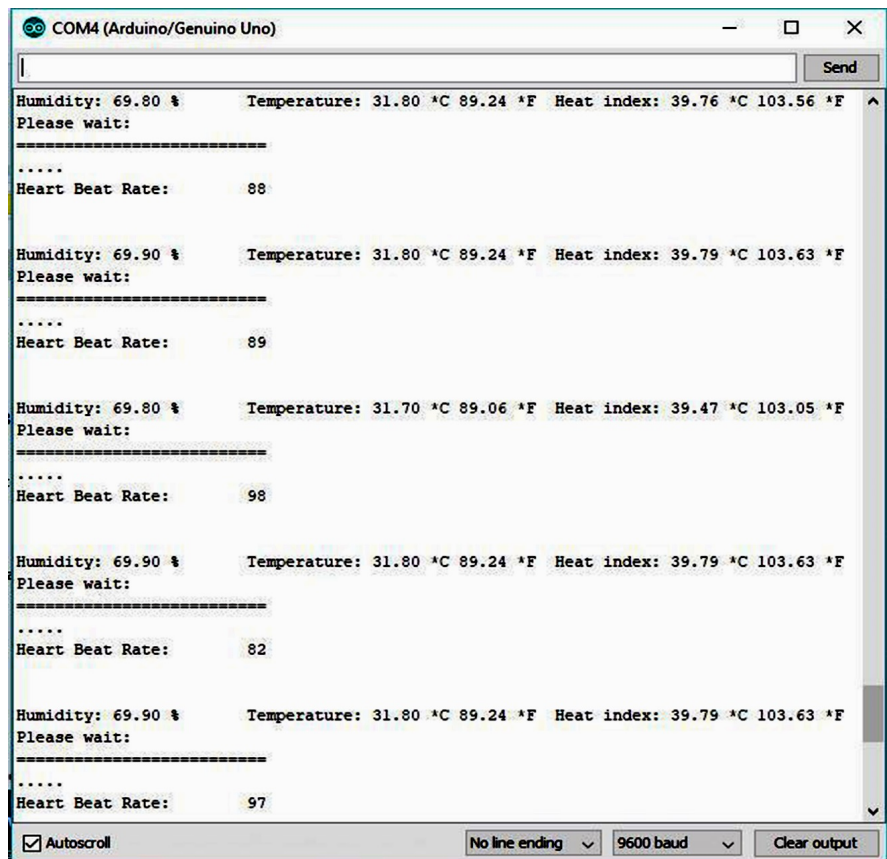 COM4 (Arduino/Genuino Uno)
Send
Humidity: 69.80 % Temperature: 31.80 *C 89.24 *F Heat index: 39.76 *C 103.56 *F
Please wait:
==========================
.....
Heart Beat Rate: 88
Humidity: 69.90 % Temperature: 31.80 *C 89.24 *F Heat index: 39.79 *C 103.63 *F
Please wait:
==========================
.....
Heart Beat Rate: 89
Humidity: 69.80 % Temperature: 31.70 *C 89.06 *F Heat index: 39.47 *C 103.05 *F
Please wait:
==========================
.....
Heart Beat Rate: 98
Humidity: 69.90 % Temperature: 31.80 *C 89.24 *F Heat index: 39.79 *C 103.63 *F
Please wait:
==========================
.....
Heart Beat Rate: 82
Humidity: 69.90 % Temperature: 31.80 *C 89.24 *F Heat index: 39.79 *C 103.63 *F
Please wait:
==========================
.....
Heart Beat Rate: 97
Autoscroll No line ending 9600 baud Clear output